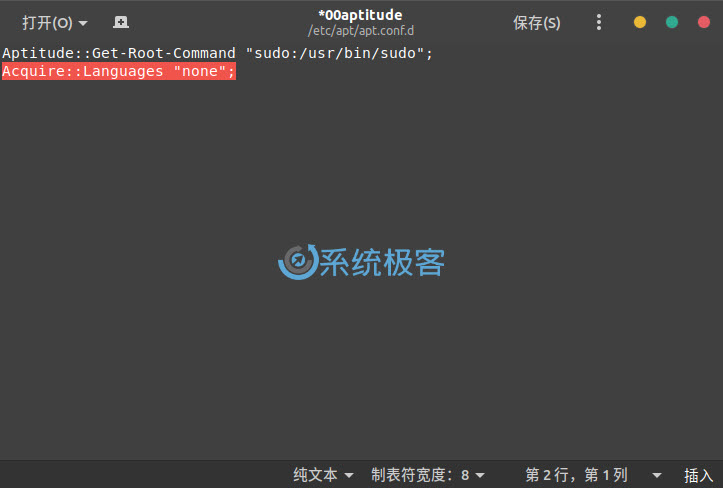 打开(O)
*00aptitude
/etc/apt/apt.conf.d
保存(S)
Aptitude::Get-Root-Command "sudo:/usr/bin/sudo";
Acquire::Languages "none";
系统极客
纯文本
制表符宽度：8
第 2 行，第 1 列
插入